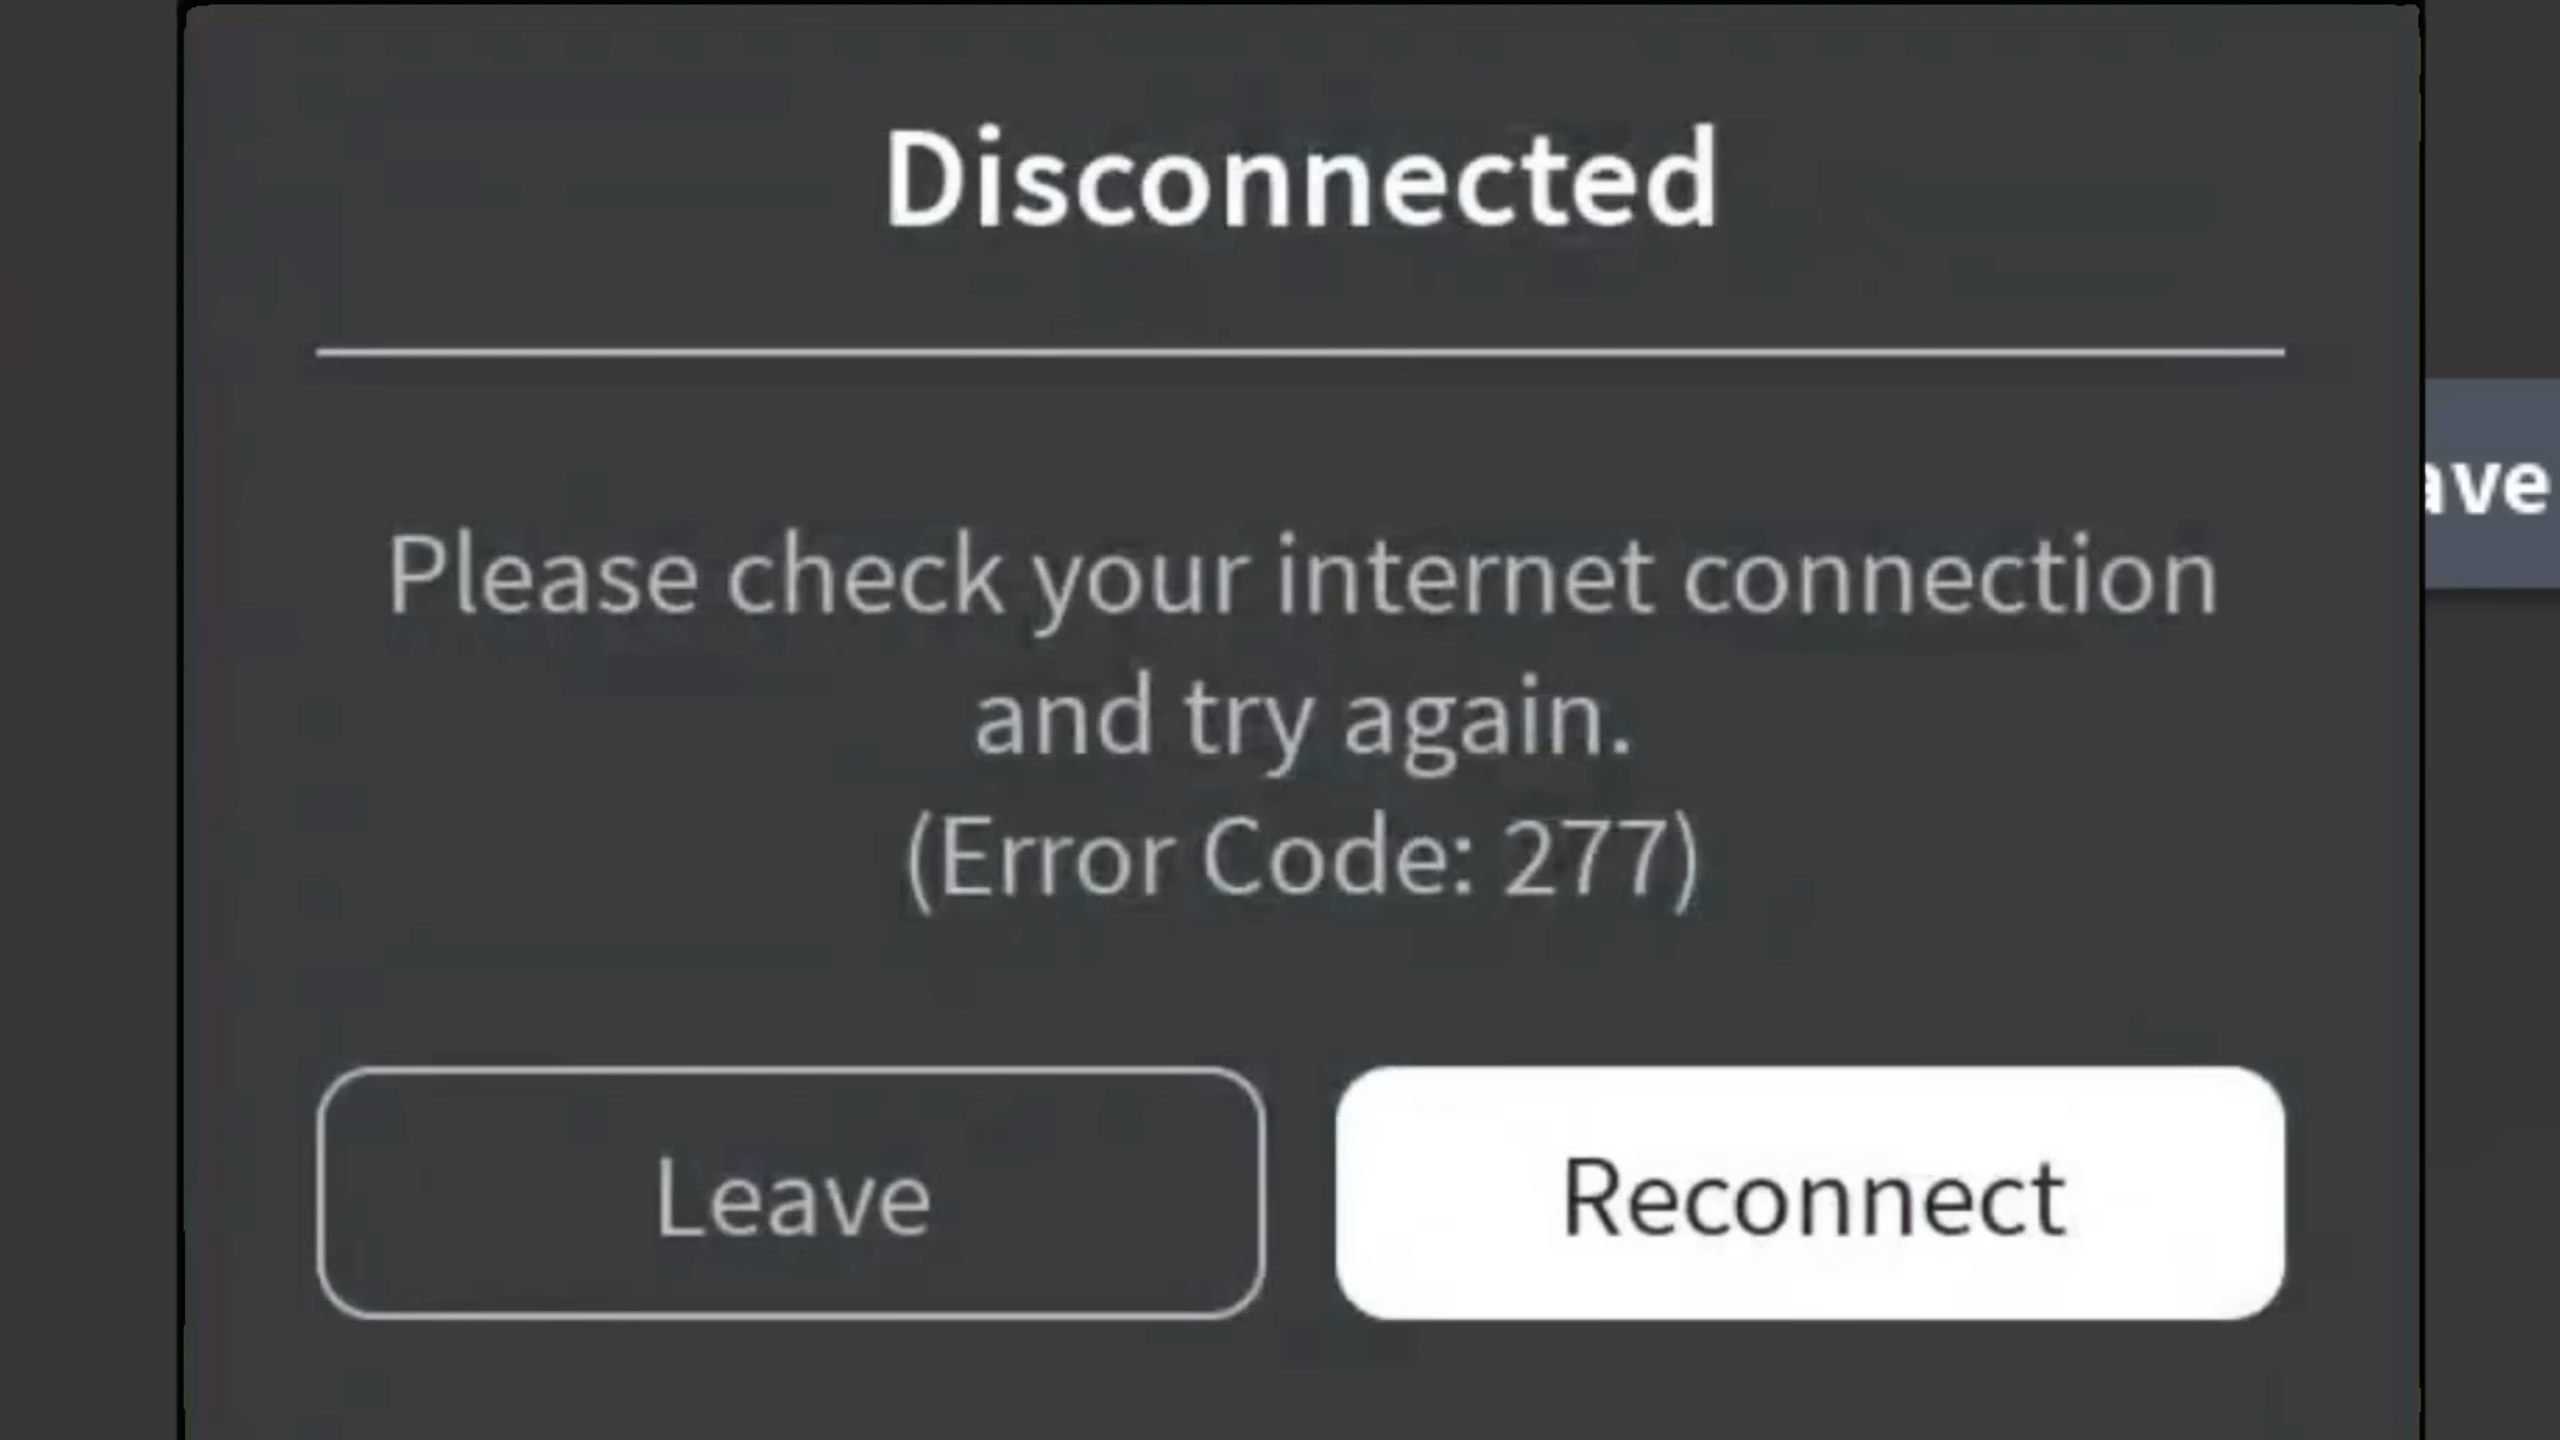 Disconnected
Please check your internet connection
and try again.
(Error Code: 277)
Leave
Reconnect